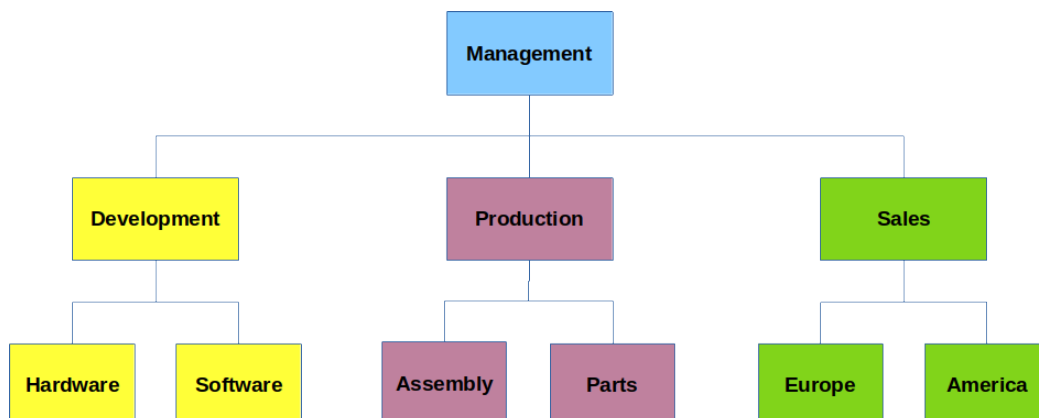 Management
Development
Production
Sales
Hardware
Software
Assembly
Parts
Europe
America